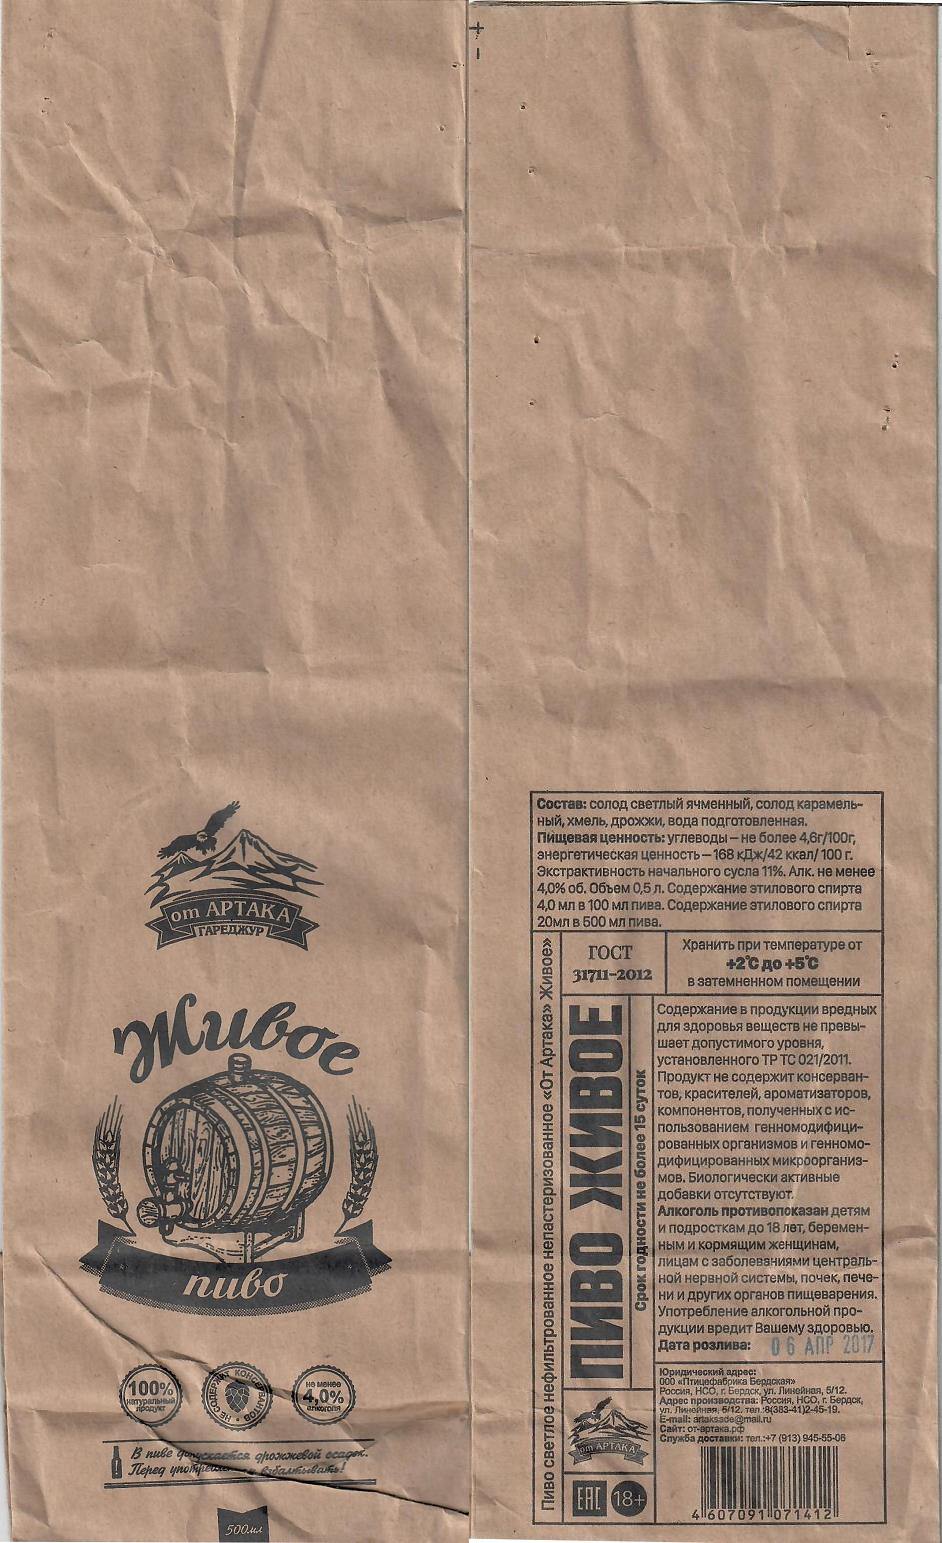 от АРТАКА
ГАРЕДЖУР
Живое
пиво
100%
натуральный
продукт
НЕ СОДЕРЖИТ КОНСЕРВАНТОВ
не менее
4,0%
алкоголя
В пиве допускается дрожжевой осадок.
Перед взбалтывать!
500мл
Состав: солод светлый ячменный, солод карамель-
ный, хмель, дрожжи, вода подготовленная.
Пищевая ценность: углеводы – не более 4,6г/100г,
энергетическая ценность – 168 кДж/42 ккал/ 100 г.
Экстрактивность начального сусла 11%. Алк. не менее
4,0% об. Объем 0,5 л. Содержание этилового спирта
4,0 мл в 100 мл пива. Содержание этилового спирта
20мл в 500 мл пива.
Пиво светлое нефильтрованное непастеризованное «От Артака» Живое»
ГОСТ
31711-2012
Хранить при температуре от
+2°С до +5°С
в затемненном помещении
ПИВО ЖИВОЕ
Срок годности не более 15 суток
Содержание в продукции вредных
для здоровья веществ не превы-
шает допустимого уровня,
установленного ТР ТС 021/2011.
Продукт не содержит консерван-
тов, красителей, ароматизаторов,
компонентов, полученных с ис-
пользованием генномодифици-
рованных организмов и генномо-
дифицированных микроорганиз-
мов. Биологически активные
добавки отсутствуют.
Алкоголь противопоказан детям
и подросткам до 18 лет, беремен-
ным и кормящим женщинам,
лицам с заболеваниями централь-
ной нервной системы, почек, пече-
ни и других органов пищеварения.
Употребление алкогольной про-
дукции вредит Вашему здоровью.
Дата розлива: 06 АПР 2017
Юридический адрес:
ООО «Птицефабрика Бердская»
Россия, НСО, г. Бердск, ул. Линейная, 5/12.
Адрес производства: Россия, НСО, г. Бердск,
ул. Линейная, 5/12. тел.:8(383-41)2-45-19.
E-mail: artaksade@mail.ru
Сайт: от-артака.рф
Служба доставки: тел.:+7 (913) 945-55-06
от АРТАКА
ЕАС
18+
4 607091 071412